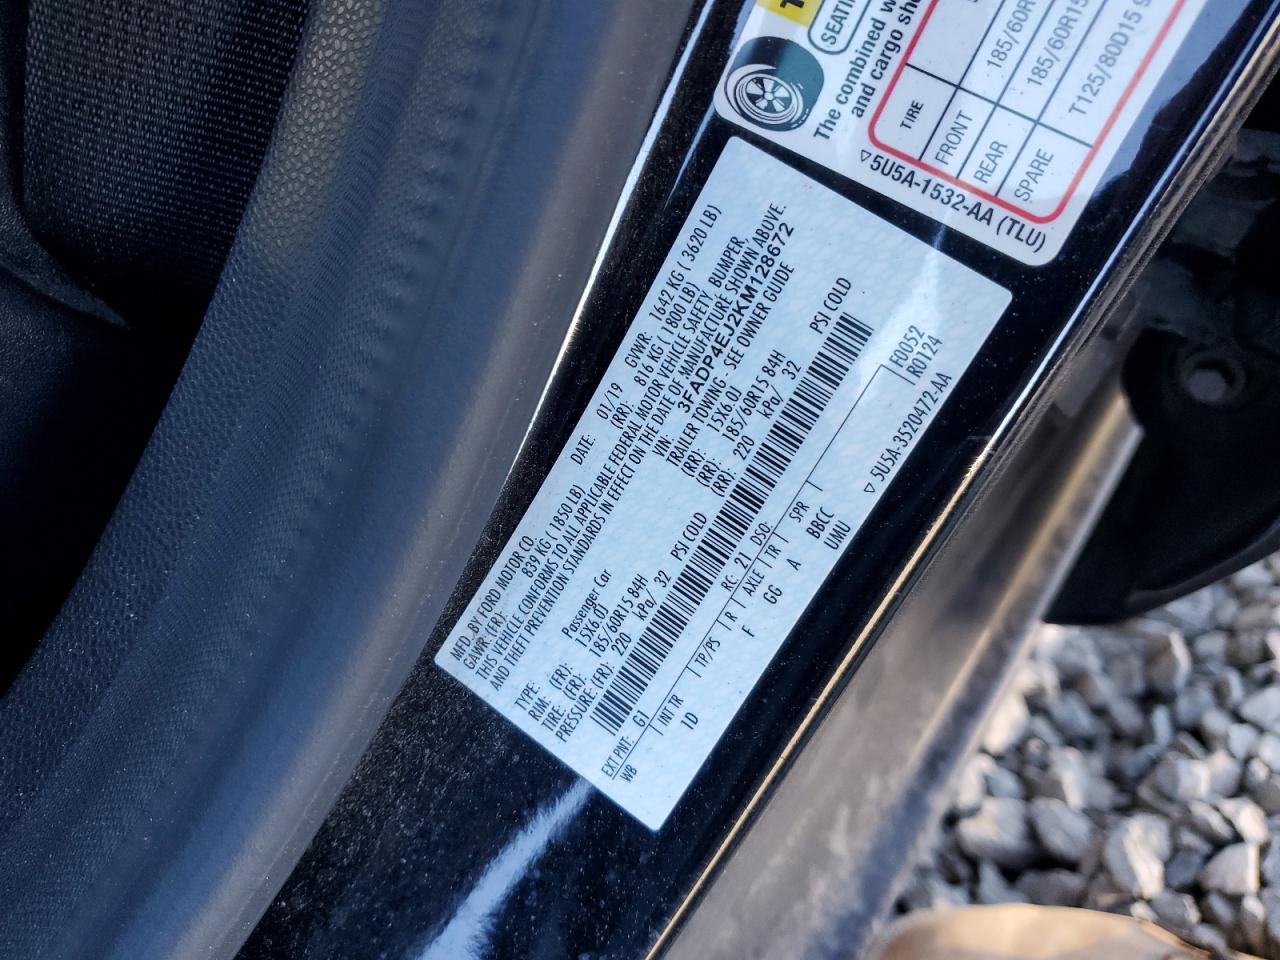 SEATI
The combined w
and cargo sho
TIRE
FRONT 185/60R
REAR 185/60R15
SPARE T125/80D15 9
▽5U5A-1532-AA (TLU)
MFD. BY FORD MOTOR CO.
DATE: 01/19 GVWR: 1642 KG ( 3620 LB)
GAWR:(FR): 839 KG ( 1850 LB) (RR): 816 KG ( 1800 LB)
THIS VEHICLE CONFORMS TO ALL APPLICABLE FEDERAL MOTOR VEHICLE SAFETY, BUMPER,
AND THEFT PREVENTION STANDARDS IN EFFECT ON THE DATE OF MANUFACTURE SHOWN ABOVE.
VIN: 3FADP4EJ2KM128672
TYPE: Passenger Car TRAILER TOWING - SEE OWNER GUIDE
RIM: (FR): 15X6.0J (RR): 15X6.0J
TIRE: (FR): 185/60R15 84H (RR): 185/60R15 84H
PRESSURE: (FR): 220 kPa/ 32 PSI COLD (RR): 220 kPa/ 32 PSI COLD
EXT PNT: G1 RC: 21 DSO: F0052
WB INT TR TP/PS R AXLE TR SPR R0124
1D F GG A BBCC
UMU ▽5U5A-3520472-AA